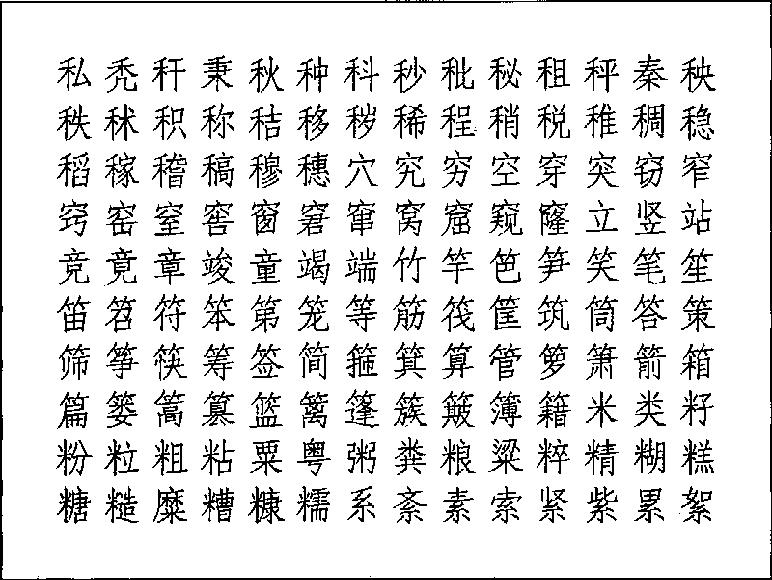 私 秃 秆 秉 秋 种 科 秒 秕 秘 租 秤 秦 秧
秩 秫 积 称 秸 移 秽 稀 程 稍 税 稚 稠 稳
稻 稼 稽 稿 穆 穗 穴 究 穷 空 穿 突 窃 窄
窍 窑 窒 窖 窗 窘 窜 窝 窟 窥 窿 立 竖 站
竞 竟 章 竣 童 竭 端 竹 竿 笆 笋 笑 笔 笙
笛 笤 符 笨 第 笼 等 筋 筏 筐 筑 筒 答 策
筛 筝 筷 筹 签 简 箍 箕 算 管 箩 箫 箭 箱
篇 篓 篙 篡 篮 篱 篷 簇 簸 簿 籍 米 类 籽
粉 粒 粗 粘 粟 粤 粥 粪 粮 粱 粹 精 糊 糕
糖 糙 糜 糟 糠 糯 系 紊 素 索 紧 紫 累 絮